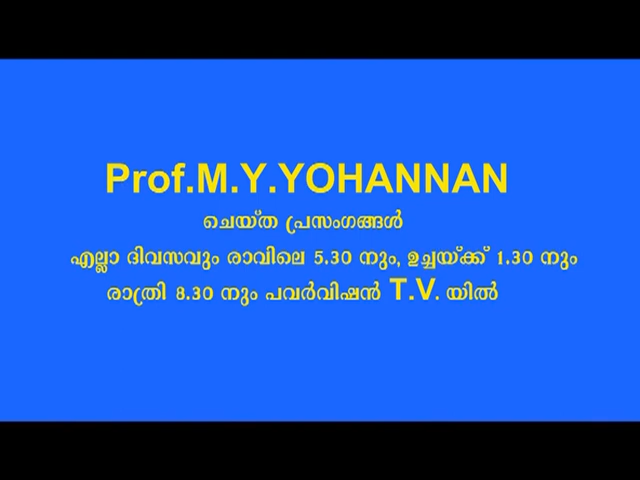 Prof.M.Y.YOHANNAN
ചെയ്ത പ്രസംഗങ്ങൾ
എല്ലാ ദിവസവും രാവിലെ 5.30 നും, ഉച്ചയ്ക്ക് 1.30 നും
രാത്രി 8.30 നും പവർവിഷൻ T.V. യിൽ